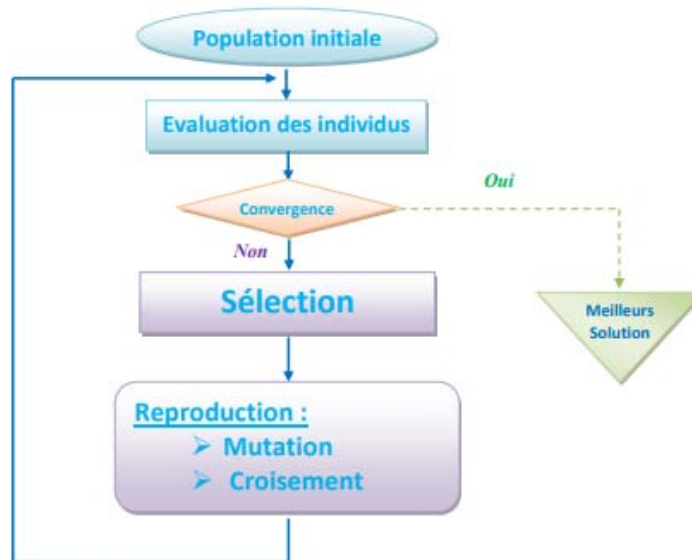 Population initiale
Evaluation des individus
Oui
Convergence
Non
Sélection
Meilleurs
Solution
Reproduction :
➢ Mutation
➢ Croisement